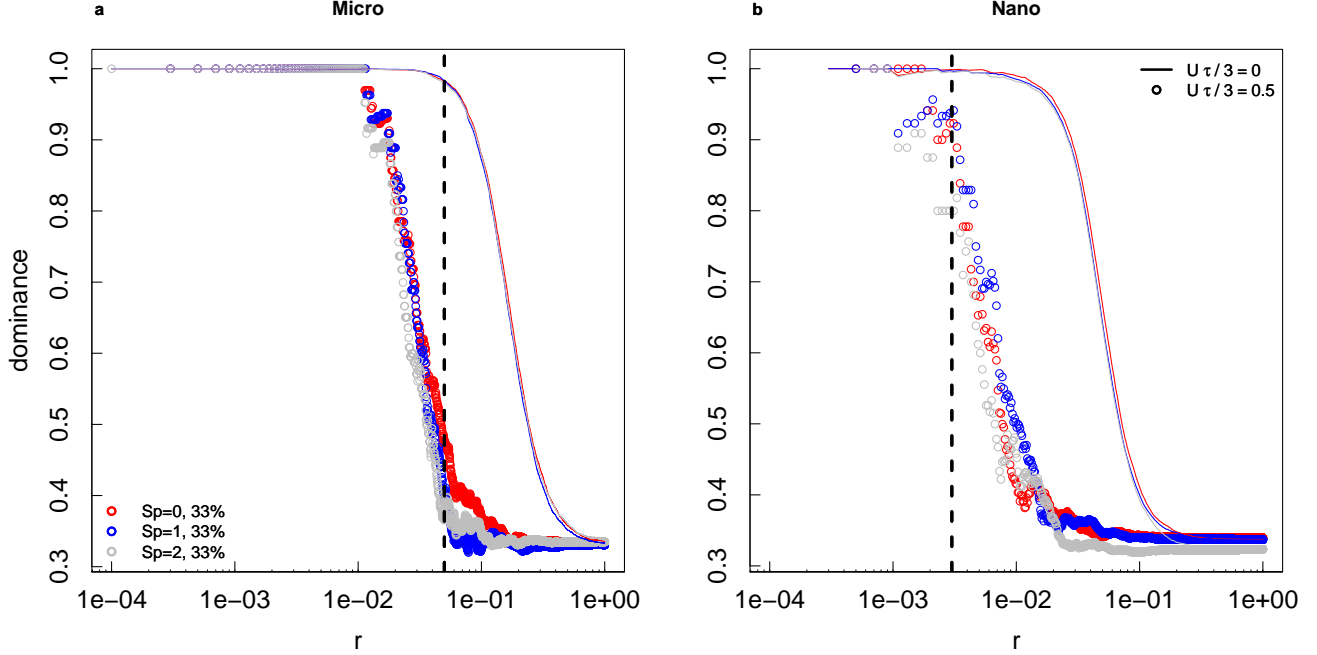 a
Micro
dominance
1.0
0.9
0.8
0.7
0.6
0.5
0.4
0.3
Sp=0, 33%
Sp=1, 33%
Sp=2, 33%
1e−04 1e−03 1e−02 1e−01 1e+00
r
b
Nano
1.0
0.9
0.8
0.7
0.6
0.5
0.4
0.3
U τ / 3 = 0
U τ / 3 = 0.5
1e−04 1e−03 1e−02 1e−01 1e+00
r